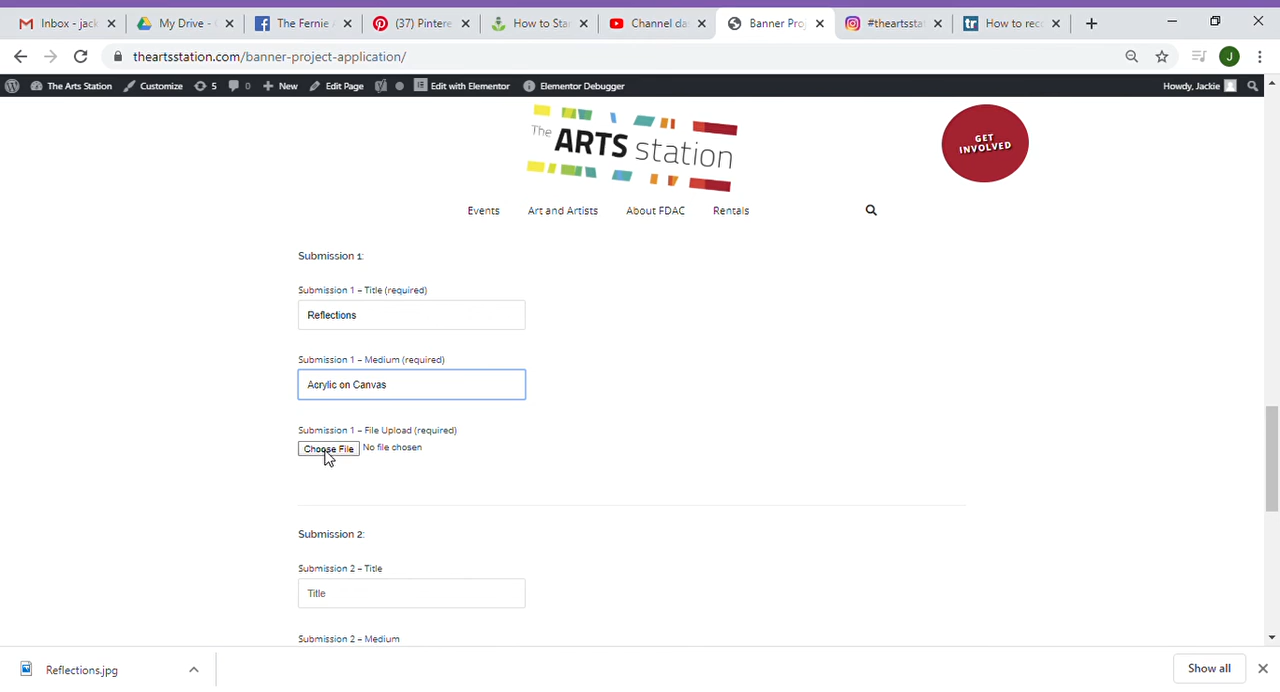 Inbox - jack
My Drive - G
The Fernie A
(37) Pintere
How to Star
Channel da
Banner Proj
#theartsstat
How to reco
theartsstation.com/banner-project-application/
J
The Arts Station
Customize
5
0
New
Edit Page
Edit with Elementor
Elementor Debugger
Howdy, Jackie
The ARTS station
GET
INVOLVED
Events
Art and Artists
About FDAC
Rentals
Submission 1:
Submission 1 – Title (required)
Reflections
Submission 1 – Medium (required)
Acrylic on Canvas
Submission 1 – File Upload (required)
Choose File No file chosen
Submission 2:
Submission 2 – Title
Title
Submission 2 – Medium
Reflections.jpg
Show all